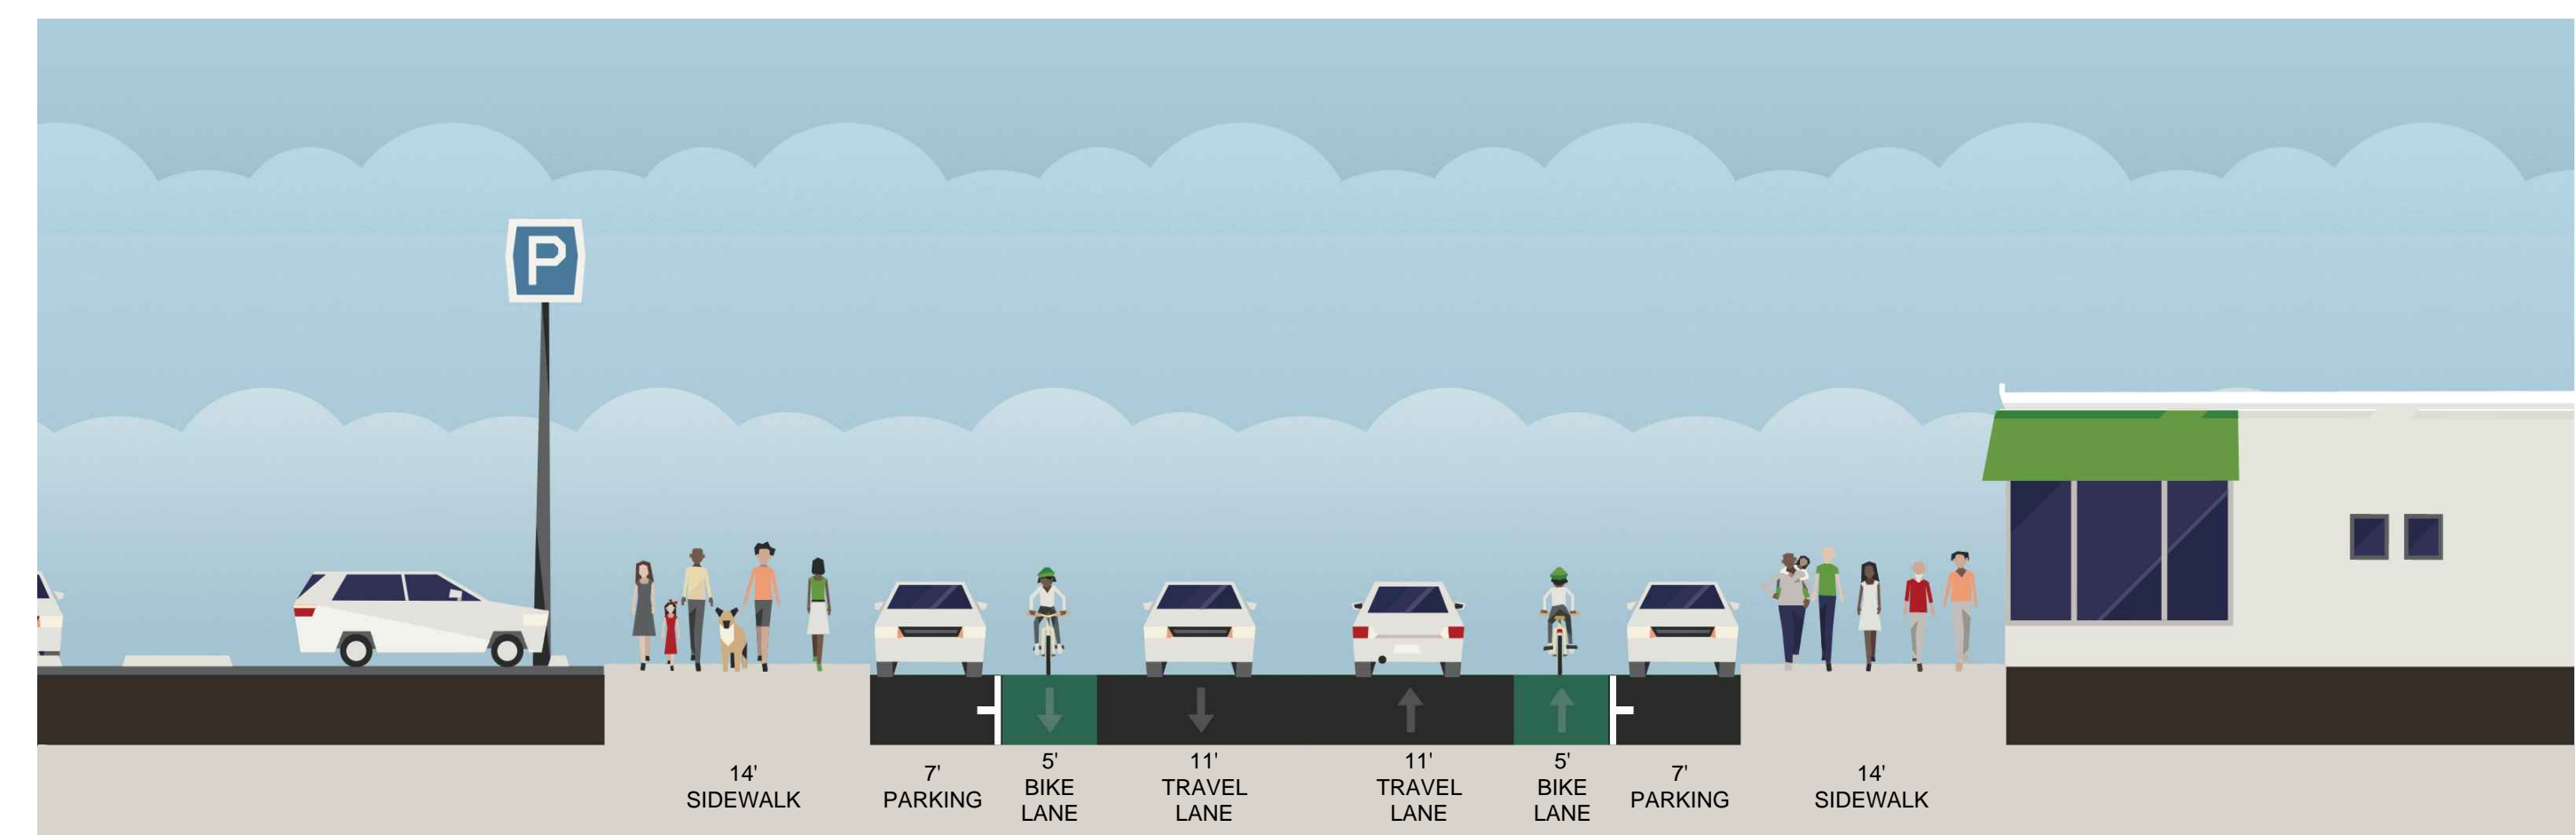 P
14'
SIDEWALK
7'
PARKING
5'
BIKE
LANE
11'
TRAVEL
LANE
11'
TRAVEL
LANE
5'
BIKE
LANE
7'
PARKING
14'
SIDEWALK